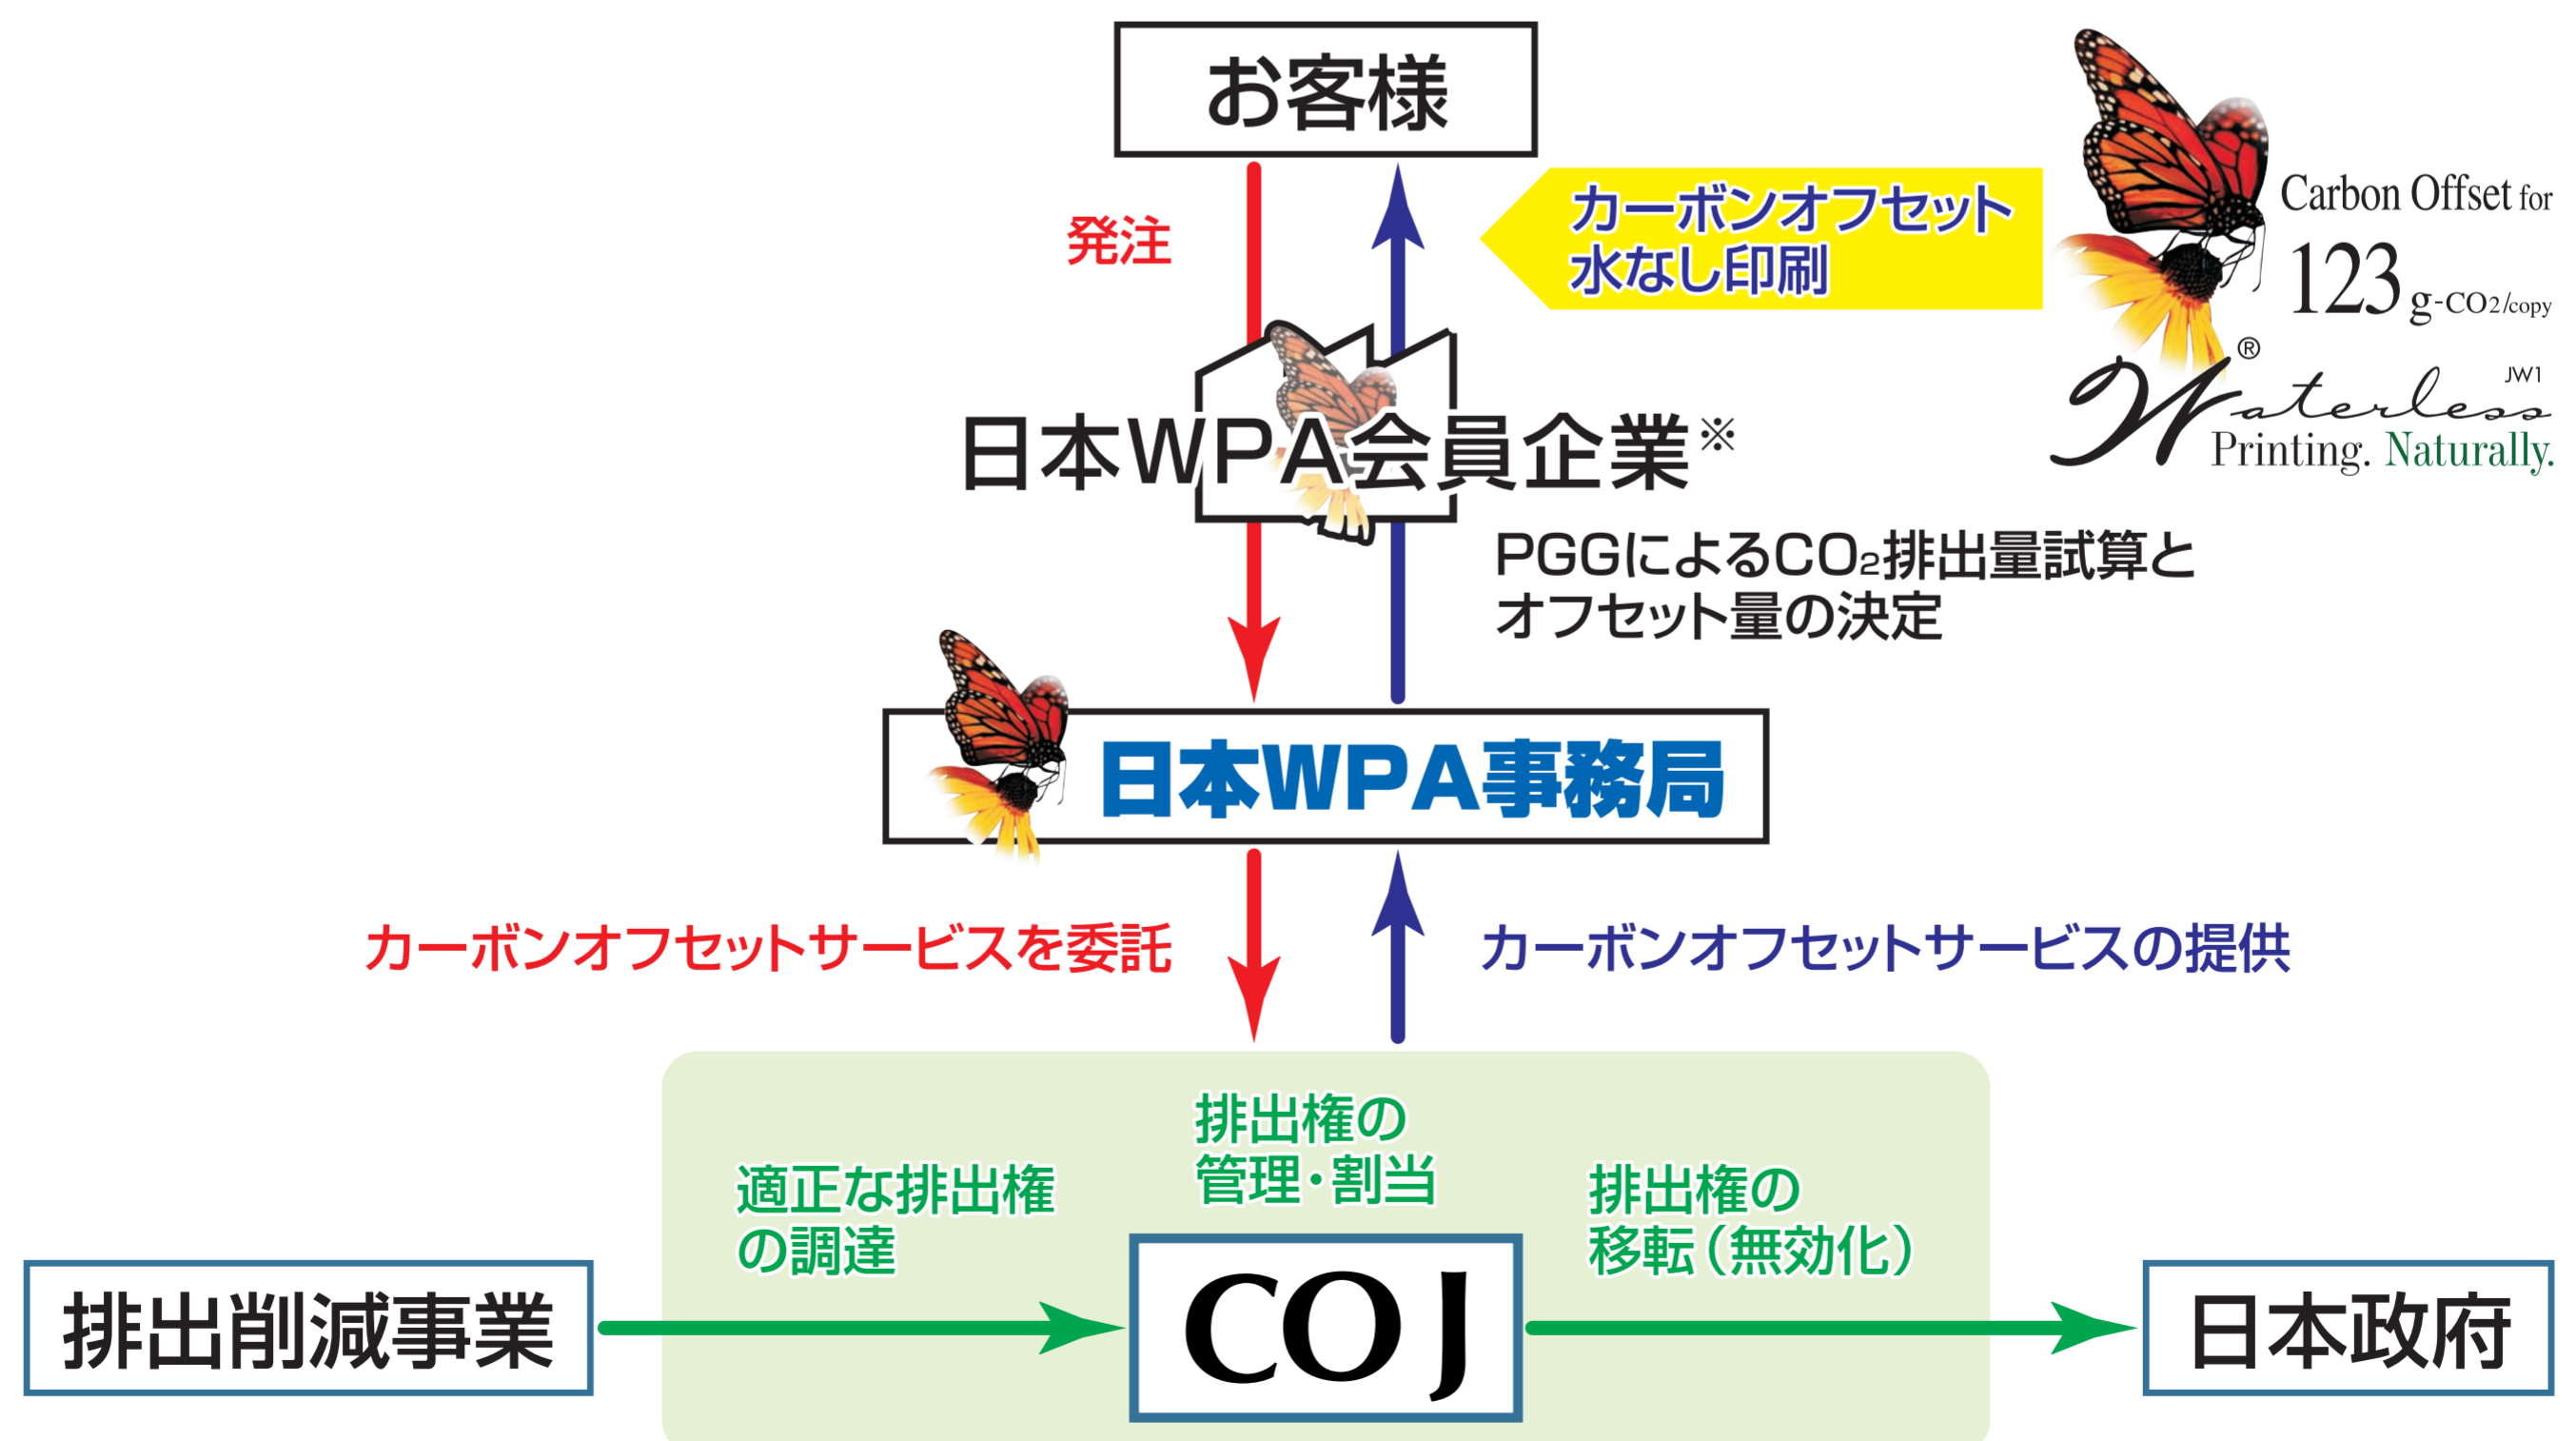 お客様
発注
カーボンオフセット
水なし印刷
Carbon Offset for
123 g-CO2/copy
Waterless® JW1
Printing. Naturally.
日本WPA会員企業※
PGGによるCO₂排出量試算と
オフセット量の決定
日本WPA事務局
カーボンオフセットサービスを委託
カーボンオフセットサービスの提供
適正な排出権
の調達
排出権の
管理・割当
排出権の
移転(無効化)
排出削減事業
COJ
日本政府